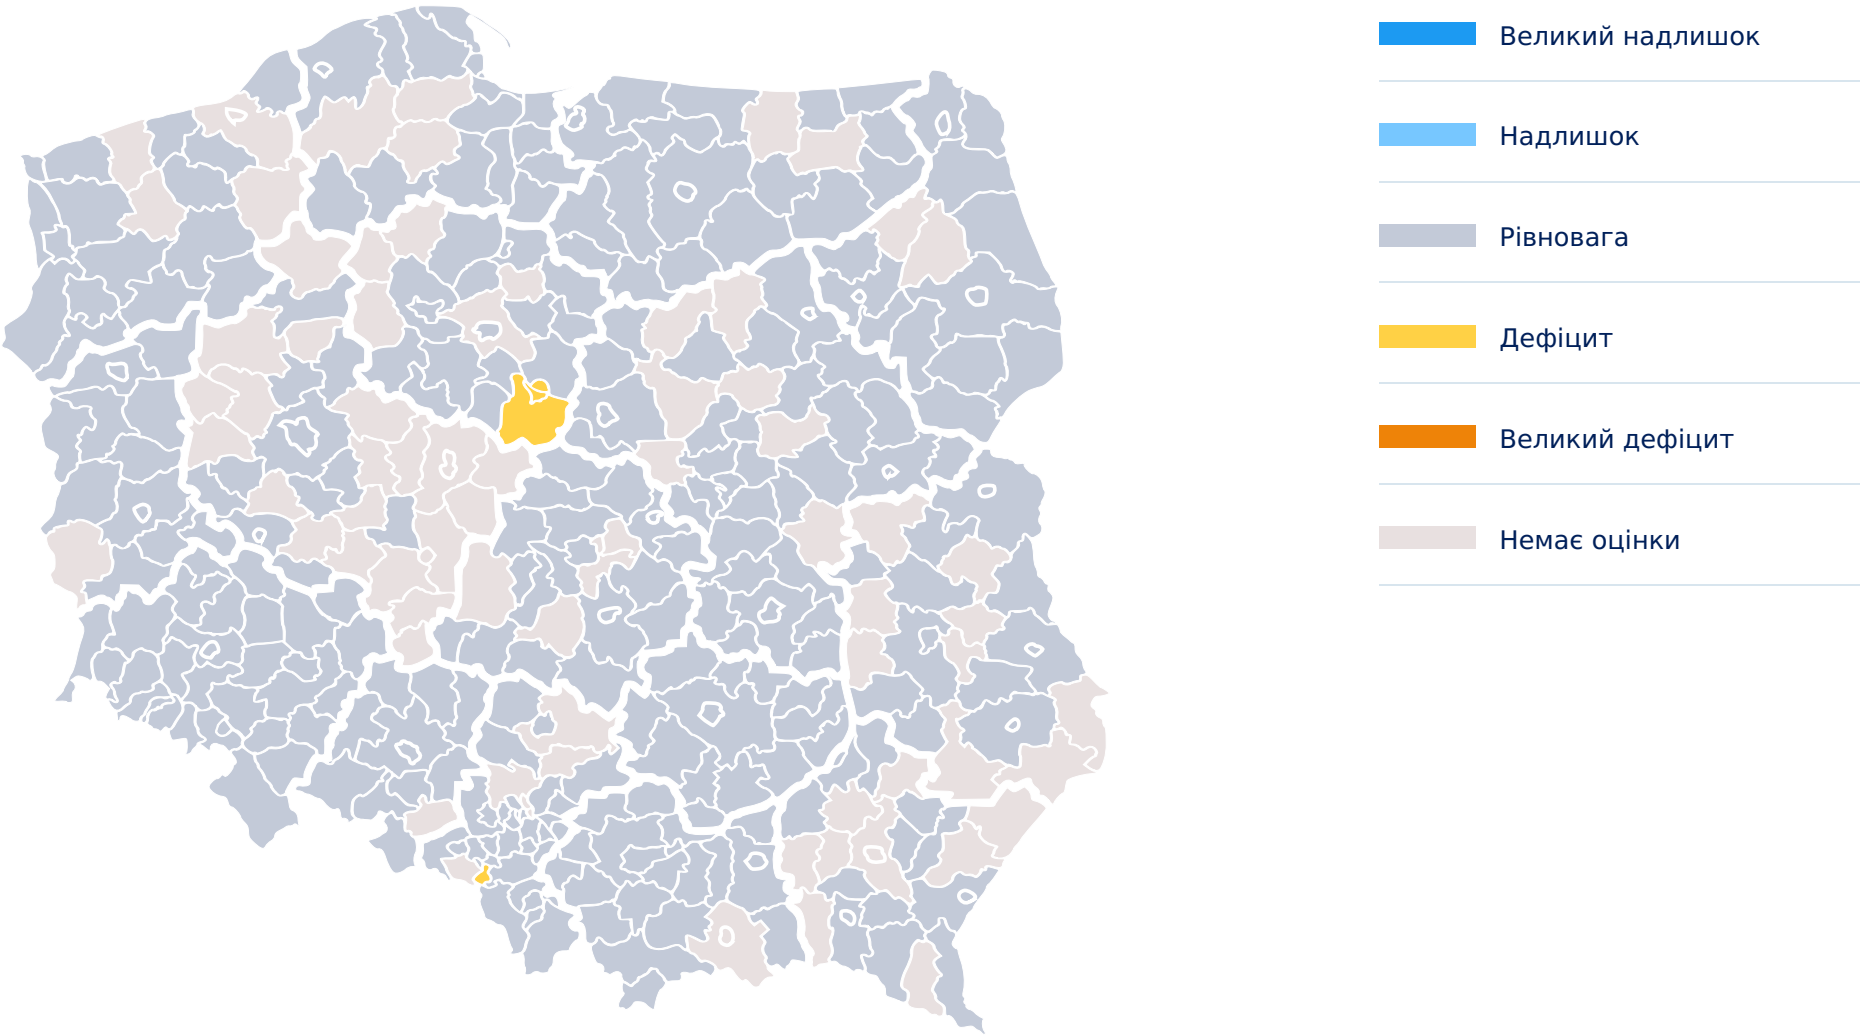 Великий надлишок
Надлишок
Рівновага
Дефіцит
Великий дефіцит
Немає оцінки